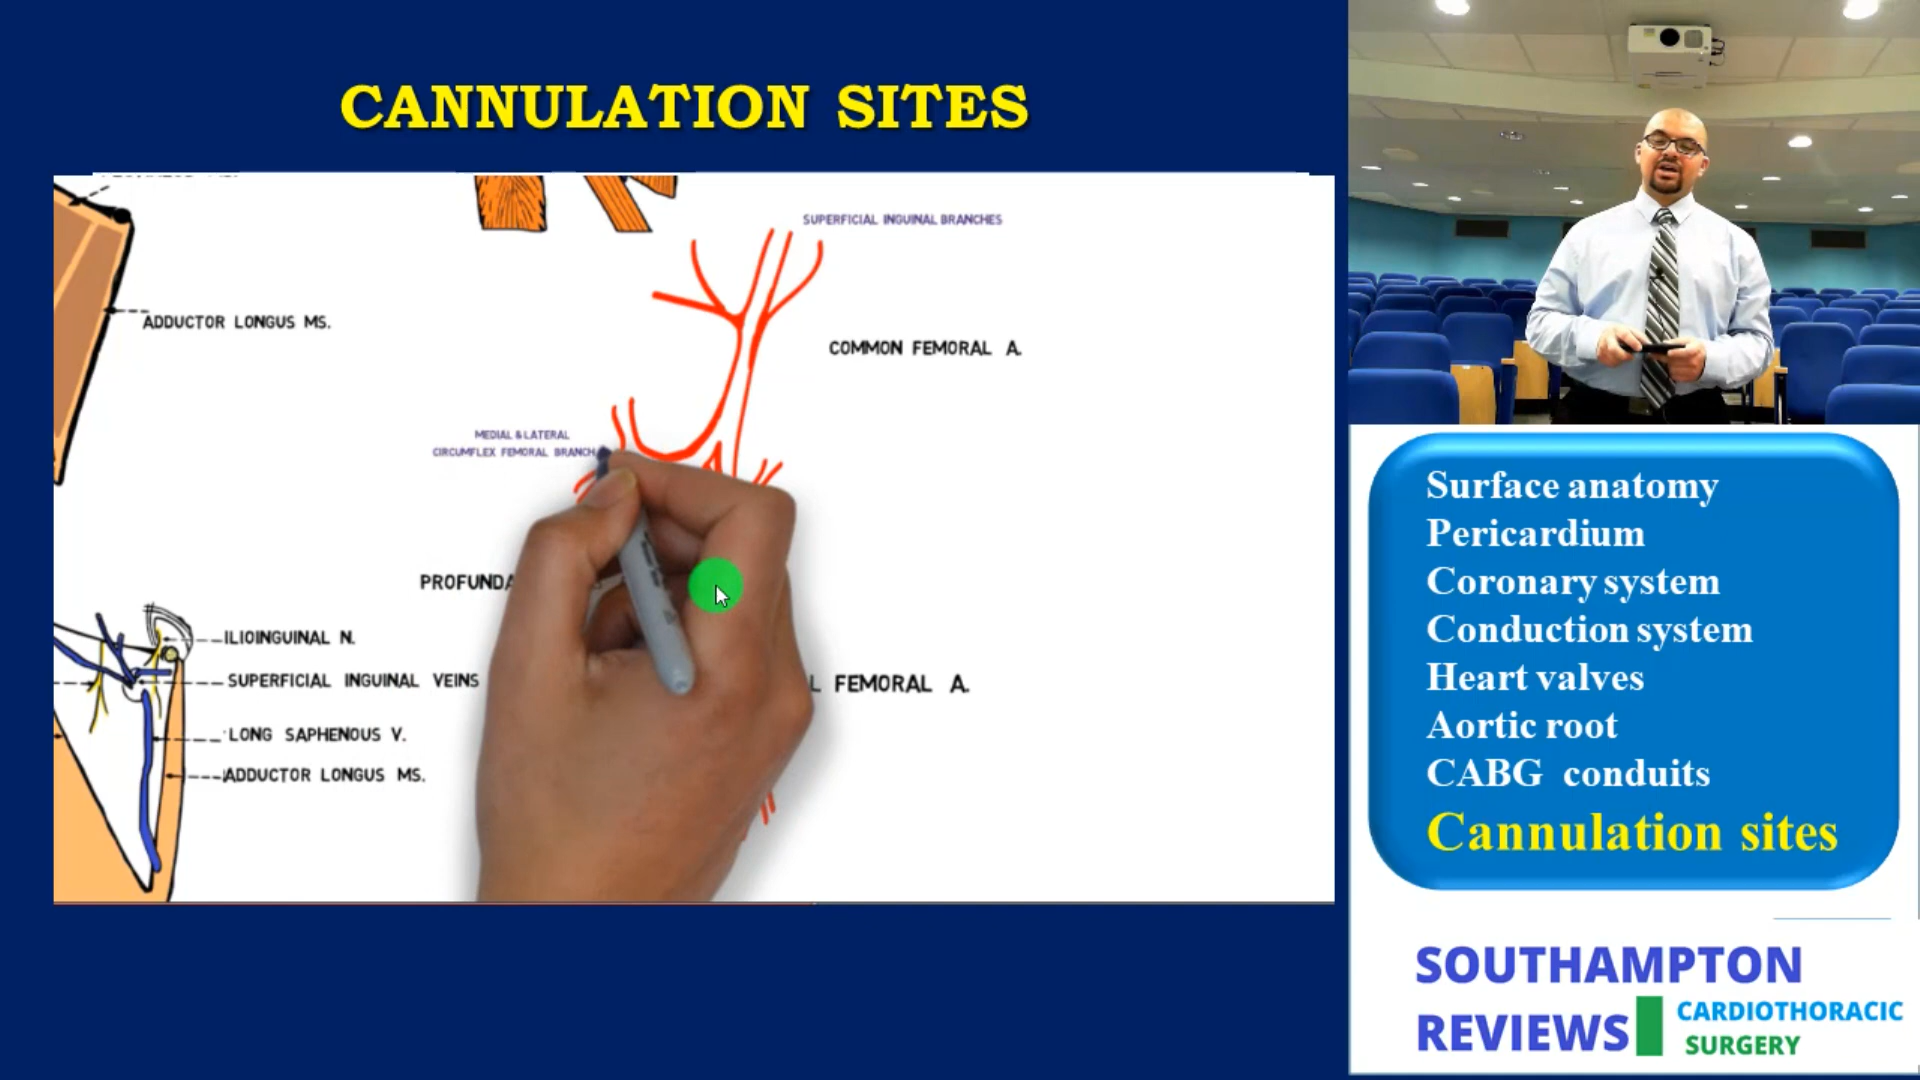 CANNULATION SITES
SUPERFICIAL INGUINAL BRANCHES
ADDUCTOR LONGUS MS.
COMMON FEMORAL A.
MEDIAL & LATERAL
CIRCUMFLEX FEMORAL BRANCH
ILIOINGUINAL N.
SUPERFICIAL INGUINAL VEINS
FEMORAL A.
LONG SAPHENOUS V.
ADDUCTOR LONGUS MS.
Surface anatomy
Pericardium
Coronary system
Conduction system
Heart valves
Aortic root
CABG conduits
Cannulation sites
SOUTHAMPTON
REVIEWS
CARDIOTHORACIC
SURGERY